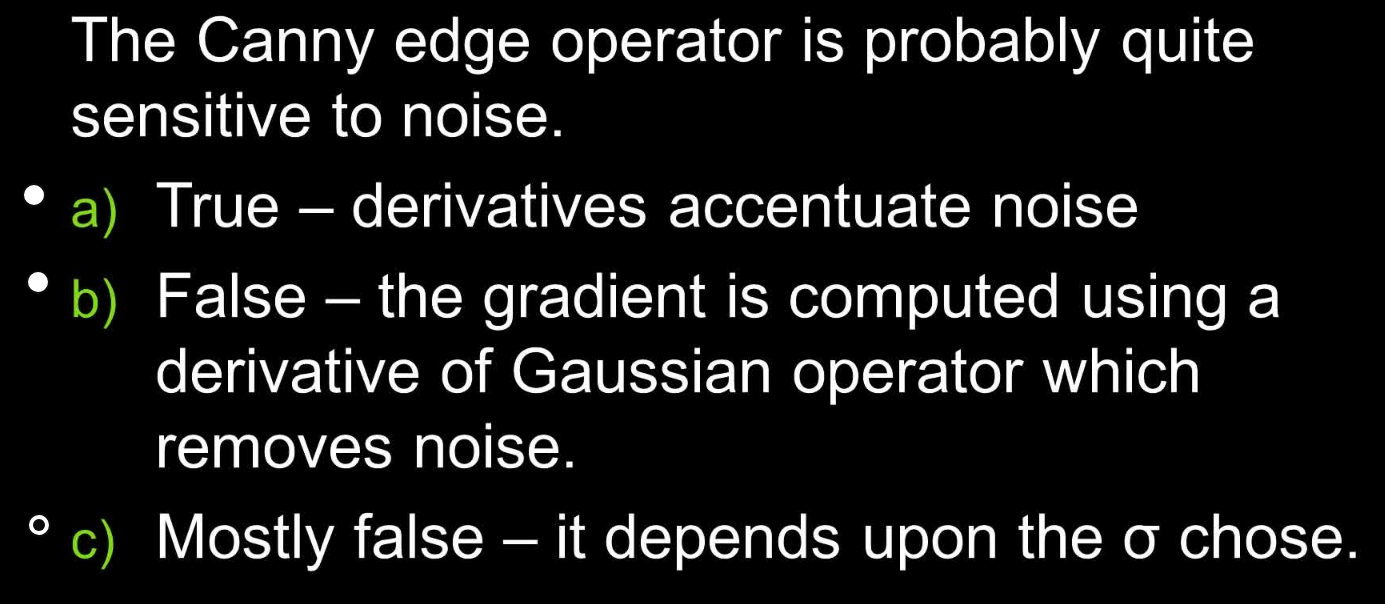 The Canny edge operator is probably quite
sensitive to noise.
a) True – derivatives accentuate noise
b) False – the gradient is computed using a
derivative of Gaussian operator which
removes noise.
c) Mostly false – it depends upon the σ chose.